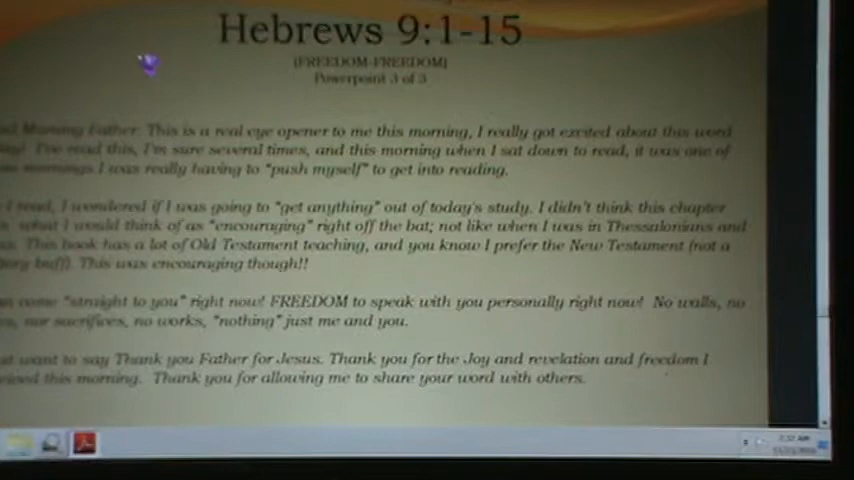 Hebrews 9:1-15
(FREEDOM-FREEDOM)
Powerpoint 3 of 3
Morning Father. This is a real eye opener to me this morning, I really got excited about this word
I've read this, I'm sure several times, and this morning when I sat down to read, it was one of
mornings I was really having to "push myself" to get into reading.
I read, I wondered if I was going to "get anything" out of today's study. I didn't think this chapter
what I would think of as "encouraging" right off the bat; not like when I was in Thessalonians and
This book has a lot of Old Testament teaching, and you know I prefer the New Testament (not a
buff). This was encouraging though!!
come "straight to you" right now! FREEDOM to speak with you personally right now! No walls, no
nor sacrifices, no works, "nothing" just me and you.
want to say Thank you Father for Jesus. Thank you for the Joy and revelation and freedom I
this morning. Thank you for allowing me to share your word with others.